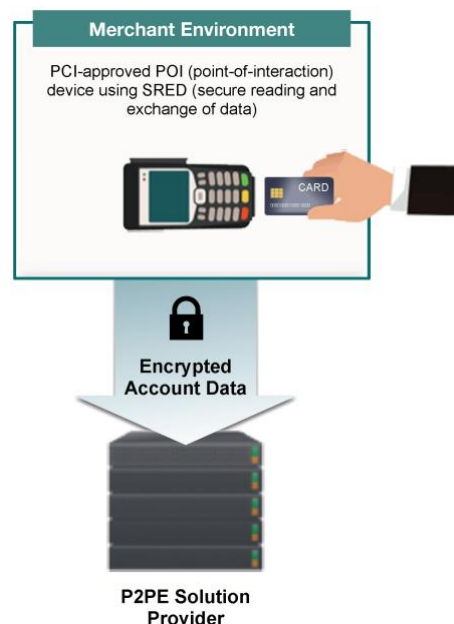 Merchant Environment
PCI-approved POI (point-of-interaction)
device using SRED (secure reading and
exchange of data)
CARD
Encrypted
Account Data
P2PE Solution
Provider